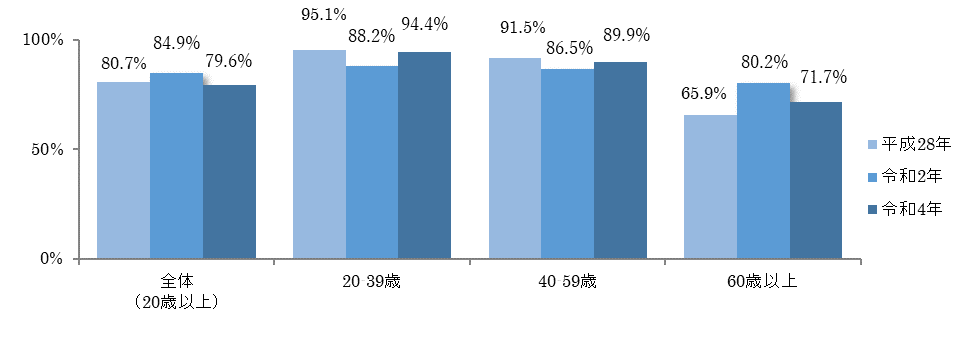 95.1%
94.4%
91.5%
89.9%
88.2%
86.5%
84.9%
80.7%
79.6%
80.2%
71.7%
65.9%
100%
50%
0%
平成28年
令和2年
令和4年
全体
（20歳以上）
20-39歳
40-59歳
60歳以上